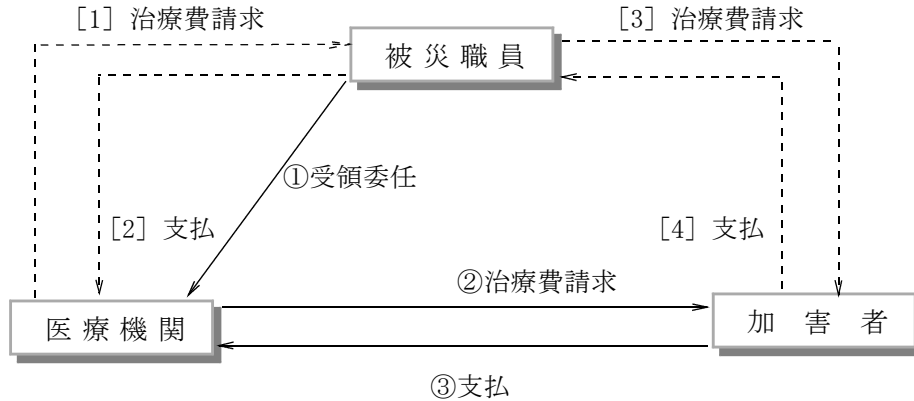 [1] 治療費請求
[3] 治療費請求
被災職員
①受領委任
[2] 支払
[4] 支払
②治療費請求
医療機関
加害者
③支払